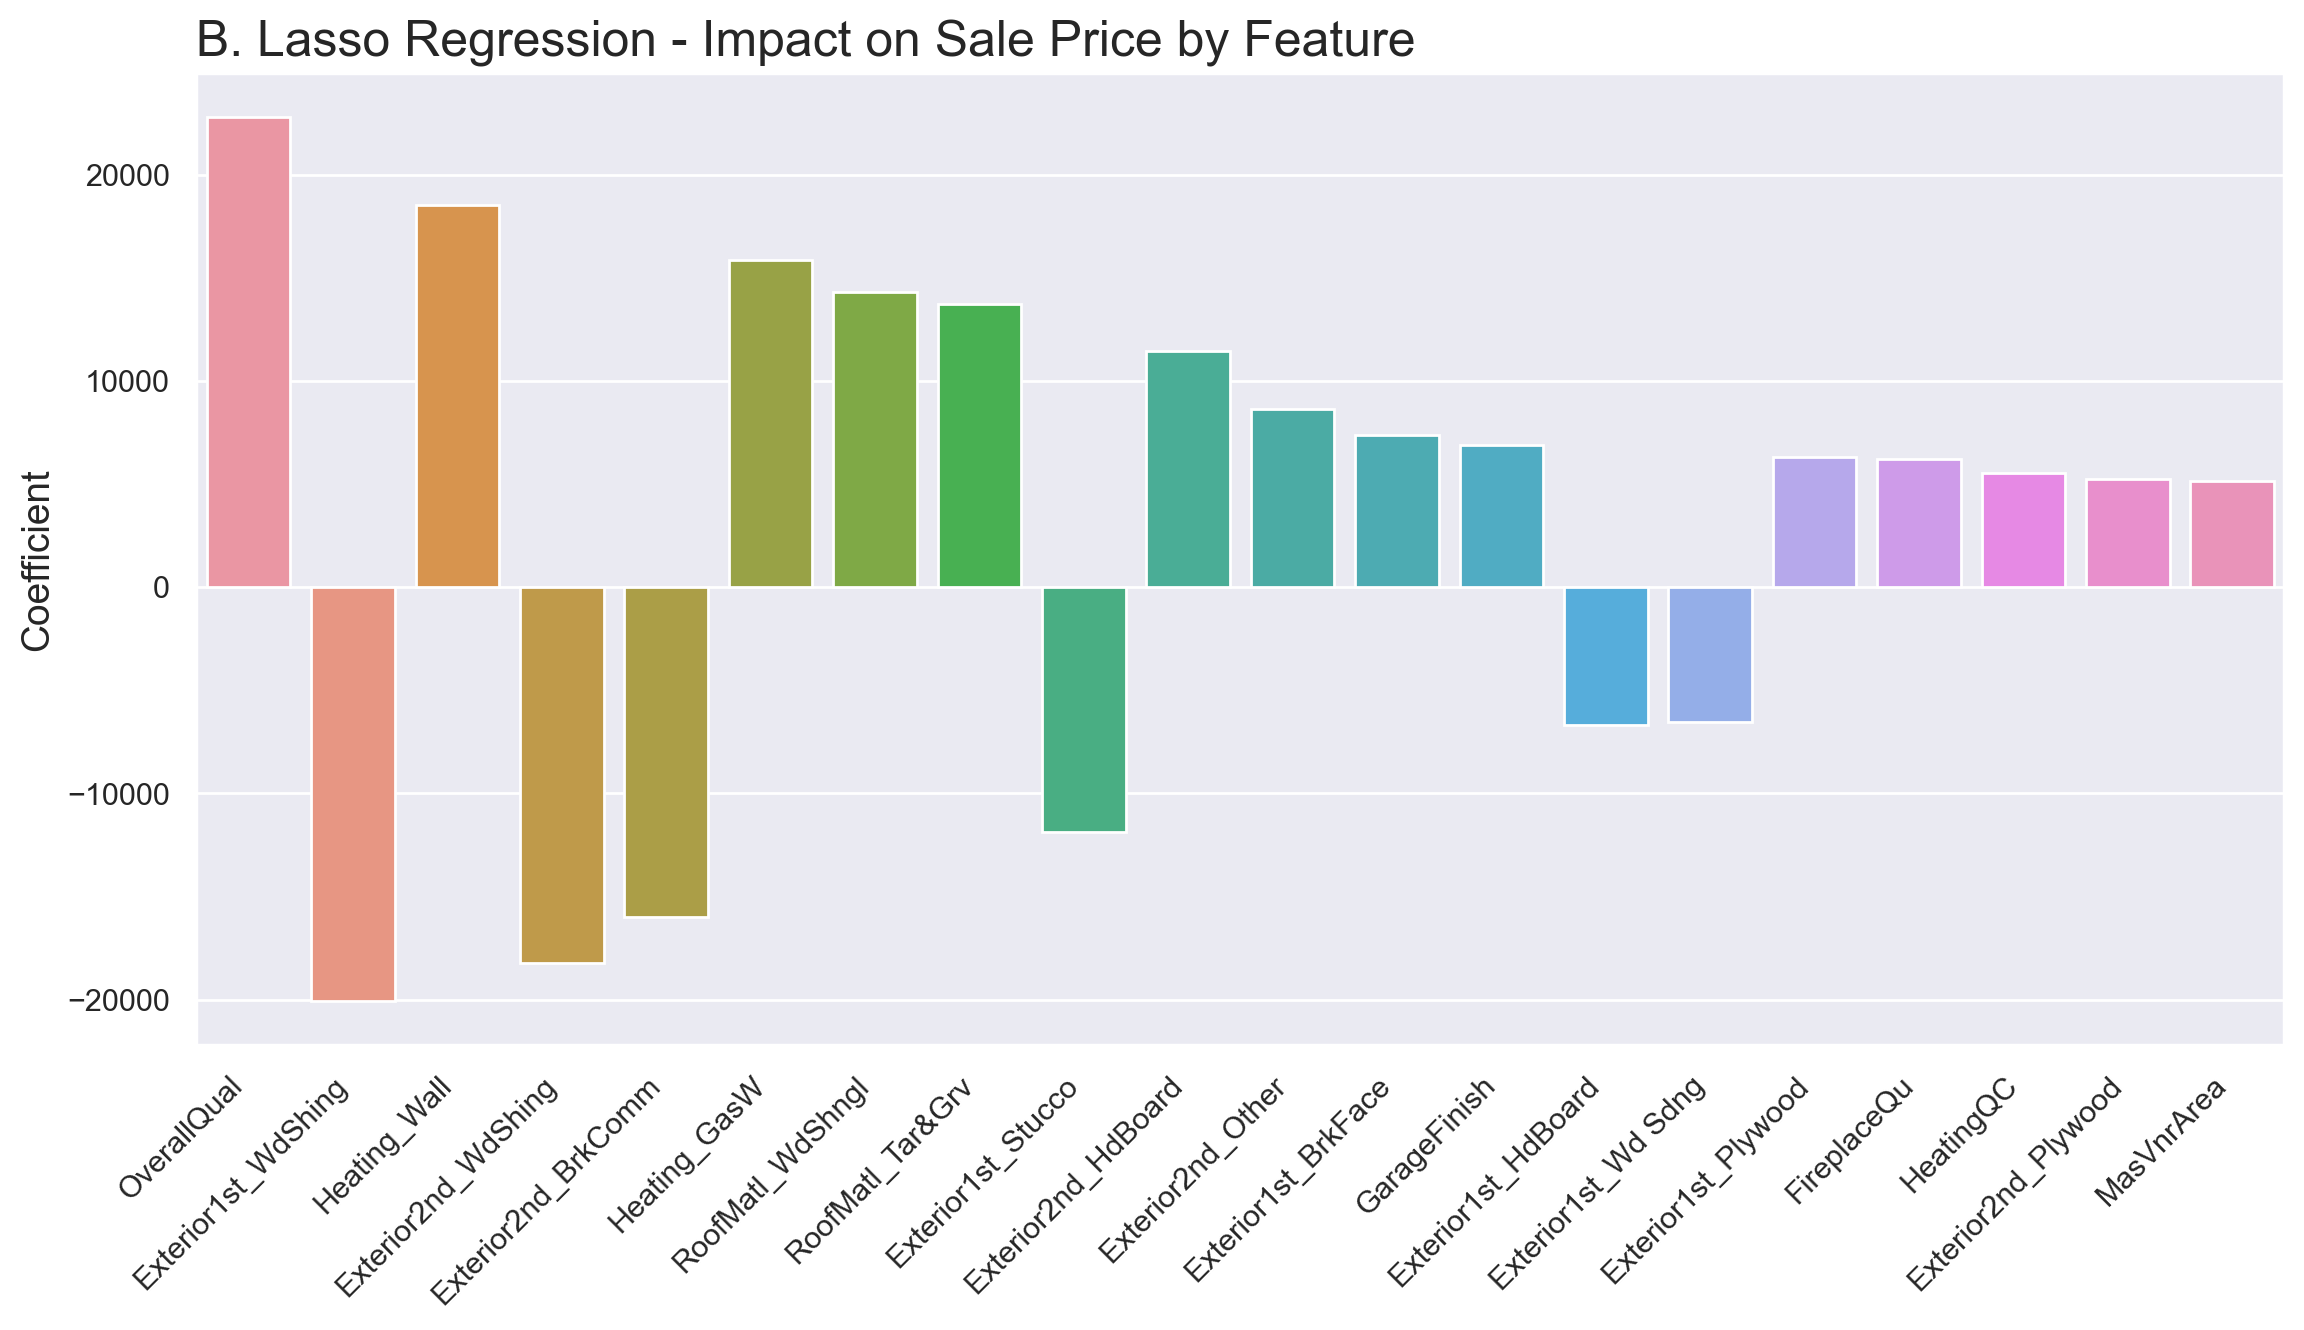 B. Lasso Regression - Impact on Sale Price by Feature
Coefficient
20000
10000
0
−10000
−20000
OverallQual
Exterior1st_WdShing
Heating_Wall
Exterior2nd_WdShing
Exterior2nd_BrkComm
Heating_GasW
RoofMatl_WdShngl
RoofMatl_Tar&Grv
Exterior1st_Stucco
Exterior2nd_HdBoard
Exterior2nd_Other
Exterior1st_BrkFace
GarageFinish
Exterior1st_HdBoard
Exterior1st_Wd Sdng
Exterior1st_Plywood
FireplaceQu
HeatingQC
Exterior2nd_Plywood
MasVnrArea